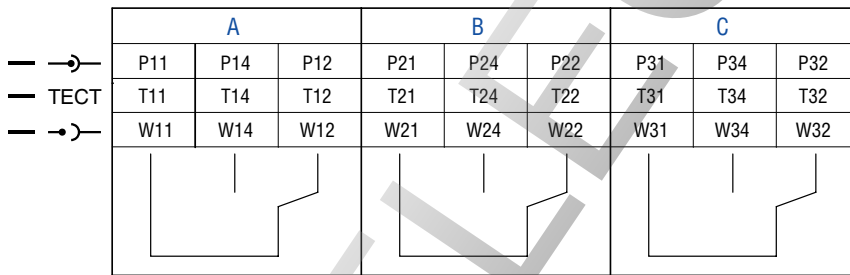 A B C
P11 P14 P12 P21 P24 P22 P31 P34 P32
ТЕСТ T11 T14 T12 T21 T24 T22 T31 T34 T32
W11 W14 W12 W21 W24 W22 W31 W34 W32